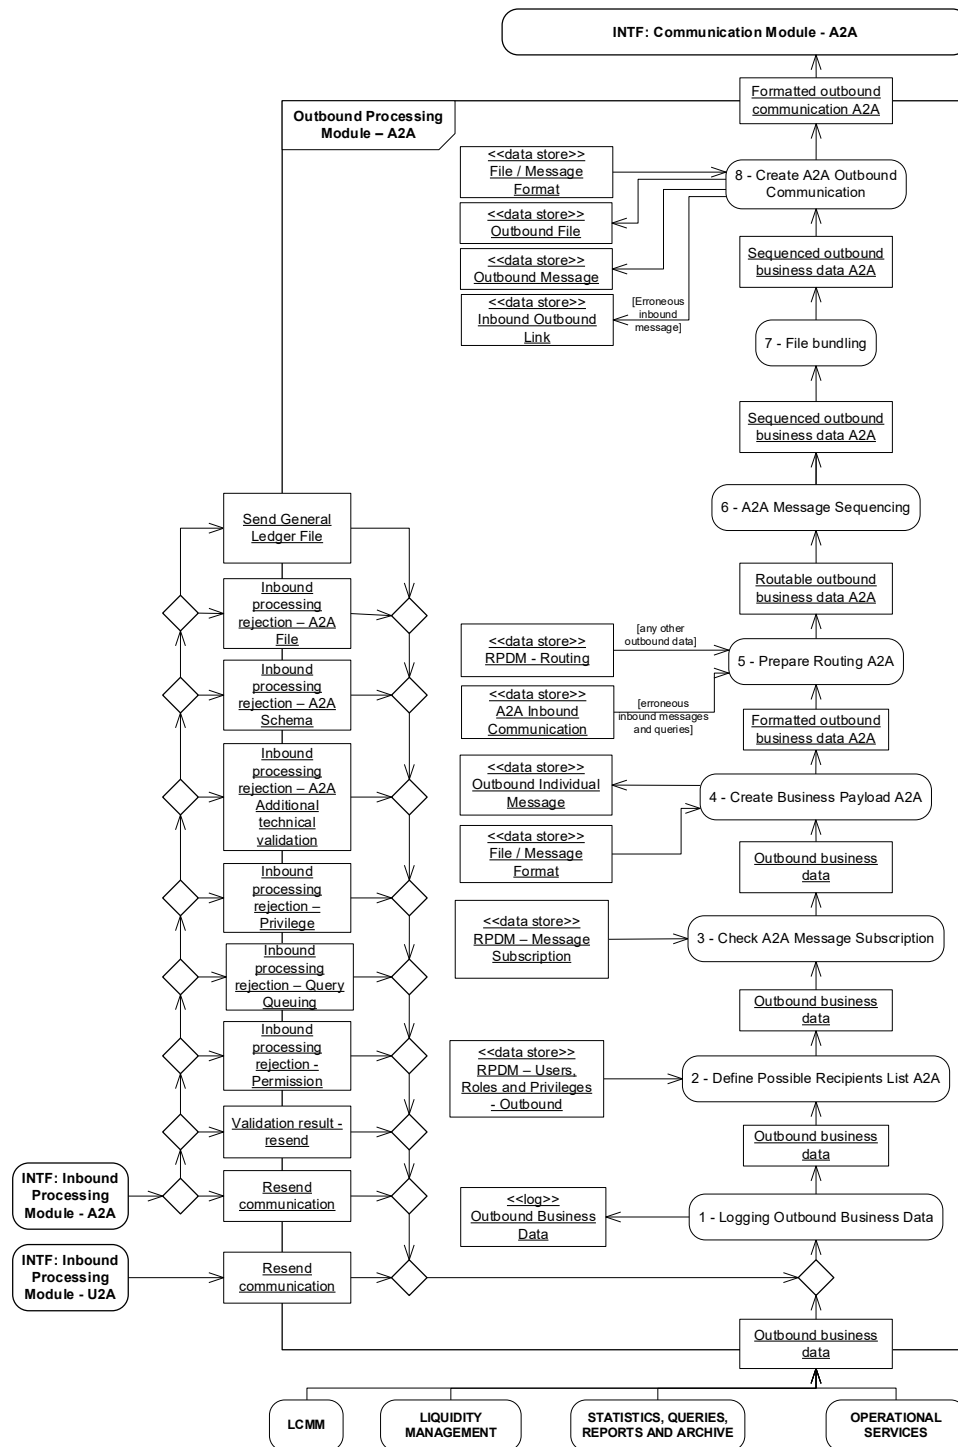 INTF: Communication Module - A2A
Formatted outbound
communication A2A
Outbound Processing
Module – A2A
<<data store>>
File / Message
Format
8 - Create A2A Outbound
Communication
<<data store>>
Outbound File
<<data store>>
Outbound Message
Sequenced outbound
business data A2A
<<data store>>
Inbound Outbound
Link
[Erroneous
inbound
message]
7 - File bundling
Sequenced outbound
business data A2A
6 - A2A Message Sequencing
Send General
Ledger File
Routable outbound
business data A2A
Inbound
processing
rejection – A2A
File
<<data store>>
RPDM - Routing
[any other
outbound data]
5 - Prepare Routing A2A
Inbound
processing
rejection – A2A
Schema
<<data store>>
A2A Inbound
Communication
[erroneous
inbound messages
and queries]
Formatted outbound
business data A2A
Inbound
processing
rejection – A2A
Additional
technical
validation
<<data store>>
Outbound Individual
Message
4 - Create Business Payload A2A
<<data store>>
File / Message
Format
Outbound business
data
Inbound
processing
rejection –
Privilege
<<data store>>
RPDM – Message
Subscription
3 - Check A2A Message Subscription
Inbound
processing
rejection – Query
Queuing
Outbound business
data
Inbound
processing
rejection -
Permission
<<data store>>
RPDM – Users,
Roles and Privileges
- Outbound
2 - Define Possible Recipients List A2A
Validation result -
resend
Outbound business
data
INTF: Inbound
Processing
Module - A2A
Resend
communication
<<log>>
Outbound Business
Data
1 - Logging Outbound Business Data
INTF: Inbound
Processing
Module - U2A
Resend
communication
Outbound business
data
LCMM
LIQUIDITY
MANAGEMENT
STATISTICS, QUERIES,
REPORTS AND ARCHIVE
OPERATIONAL
SERVICES